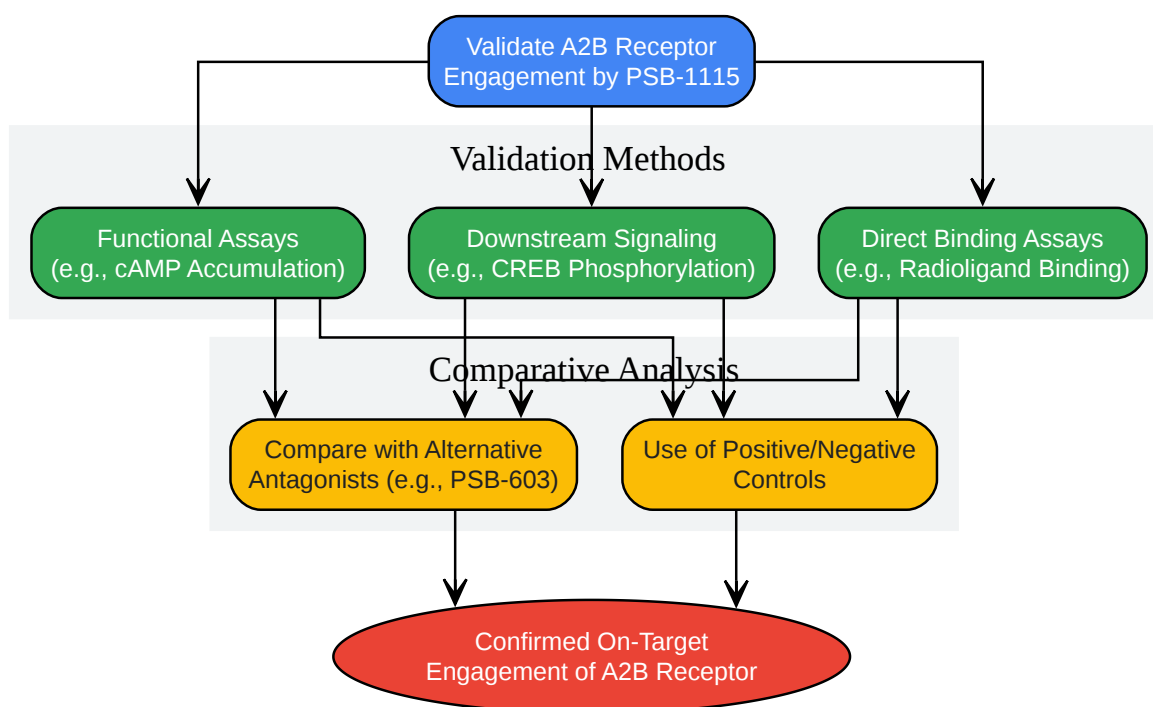 Validate A2B Receptor
Engagement by PSB-1115
Validation Methods
Functional Assays
(e.g., cAMP Accumulation)
Downstream Signaling
(e.g., CREB Phosphorylation)
Direct Binding Assays
(e.g., Radioligand Binding)
Comparative Analysis
Compare with Alternative
Antagonists (e.g., PSB-603)
Use of Positive/Negative
Controls
Confirmed On-Target
Engagement of A2B Receptor